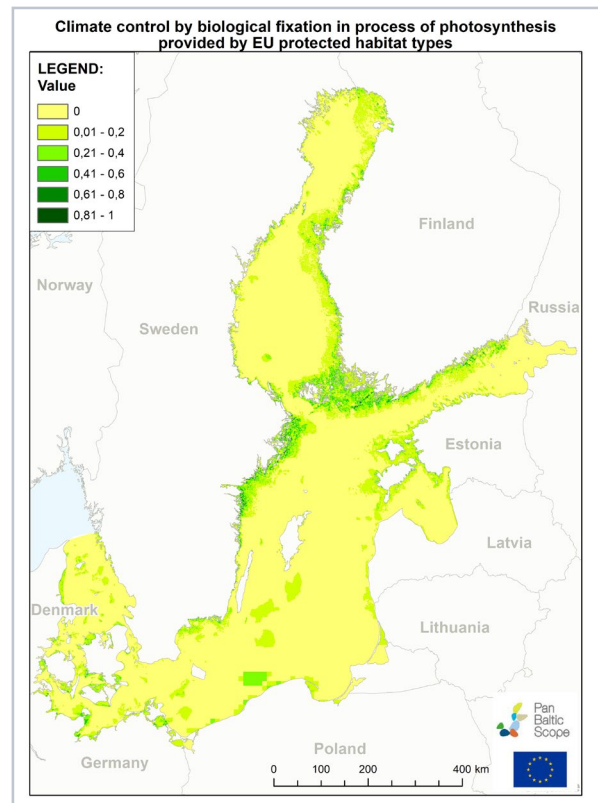 Climate control by biological fixation in process of photosynthesis
provided by EU protected habitat types
LEGEND:
Value
0
0,01 - 0,2
0,21 - 0,4
0,41 - 0,6
0,61 - 0,8
0,81 - 1
Finland
Norway
Russia
Sweden
Estonia
Latvia
Denmark
Lithuania
Pan
Baltic
Scope
Poland
Germany
0 100 200 400 km